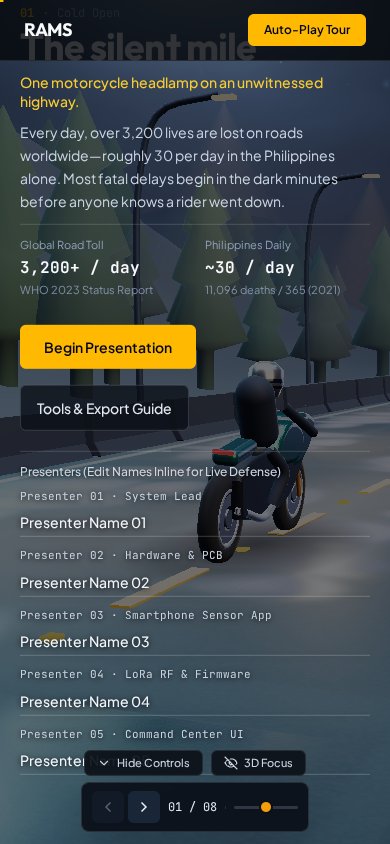 01 · Cold Open
RAMS
Auto-Play Tour
The silent mile
One motorcycle headlamp on an unwitnessed
highway.
Every day, over 3,200 lives are lost on roads
worldwide—roughly 30 per day in the Philippines
alone. Most fatal delays begin in the dark minutes
before anyone knows a rider went down.
Global Road Toll
3,200+ / day
WHO 2023 Status Report
Philippines Daily
~30 / day
11,096 deaths / 365 (2021)
Begin Presentation
Tools & Export Guide
Presenters (Edit Names Inline for Live Defense)
Presenter 01 · System Lead
Presenter Name 01
Presenter 02 · Hardware & PCB
Presenter Name 02
Presenter 03 · Smartphone Sensor App
Presenter Name 03
Presenter 04 · LoRa RF & Firmware
Presenter Name 04
Presenter 05 · Command Center UI
Presenter
Hide Controls
3D Focus
01 / 08